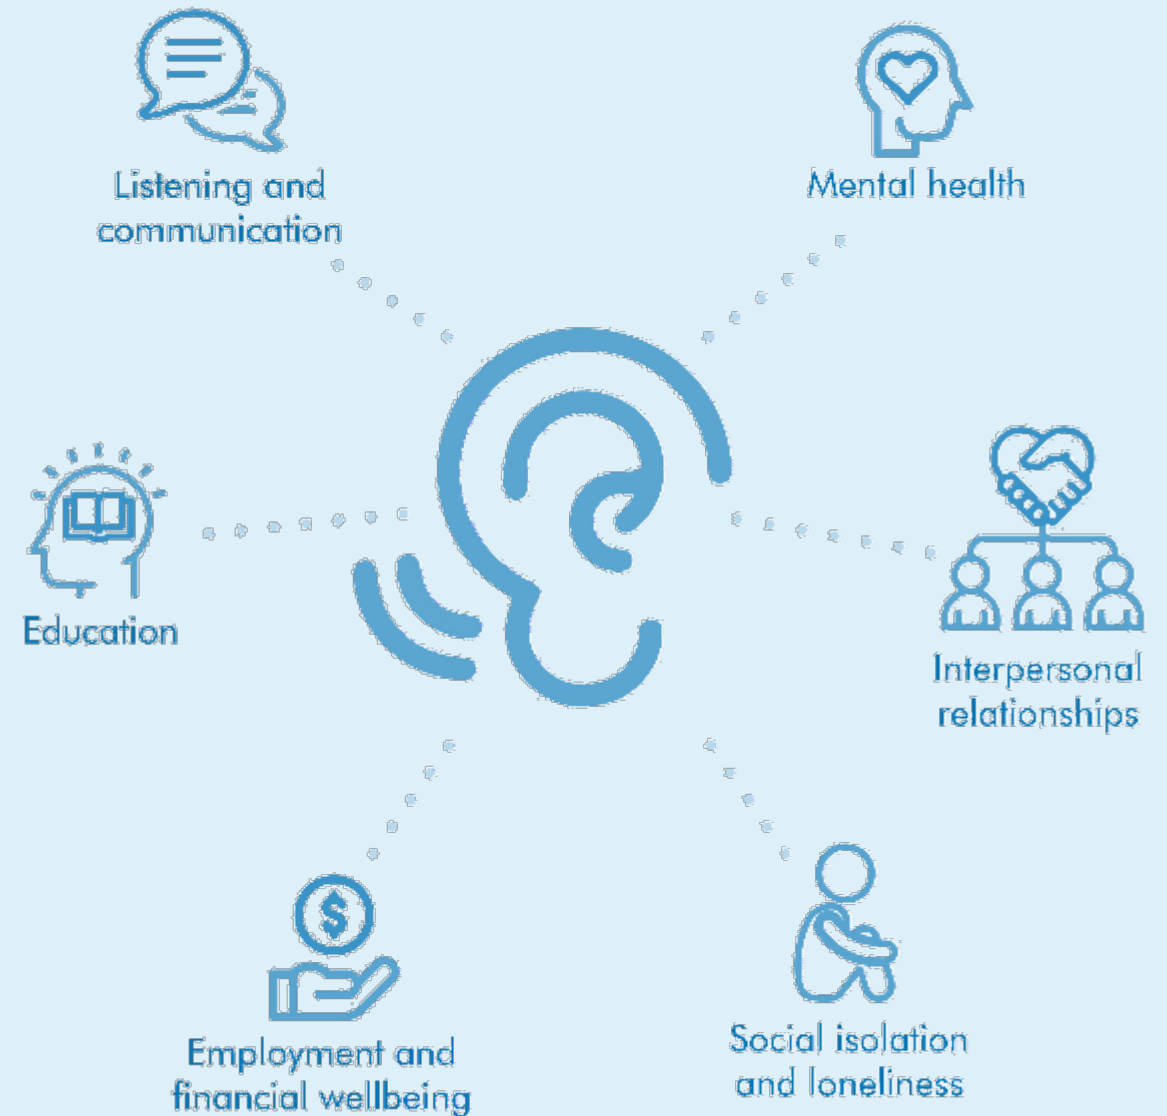 Listening and
communication
Mental health
Education
Interpersonal
relationships
$
Employment and
financial wellbeing
Social isolation
and loneliness